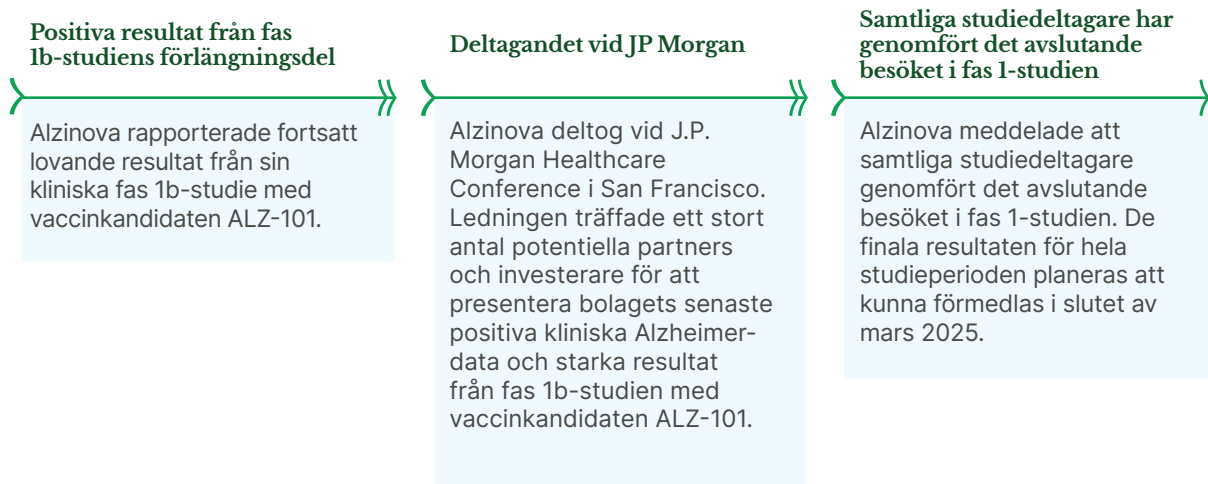 Positiva resultat från fas
1b-studiens förlängningsdel
Alzinova rapporterade fortsatt
lovande resultat från sin
kliniska fas 1b-studie med
vaccinkandidaten ALZ-101.
Deltagandet vid JP Morgan
Alzinova deltog vid J.P.
Morgan Healthcare
Conference i San Francisco.
Ledningen träffade ett stort
antal potentiella partners
och investerare för att
presentera bolagets senaste
positiva kliniska Alzheimer-
data och starka resultat
från fas 1b-studien med
vaccinkandidaten ALZ-101.
Samtliga studiedeltagare har
genomfört det avslutande
besöket i fas 1-studien
Alzinova meddelade att
samtliga studiedeltagare
genomfört det avslutande
besöket i fas 1-studien. De
finala resultaten för hela
studieperioden planeras att
kunna förmedlas i slutet av
mars 2025.